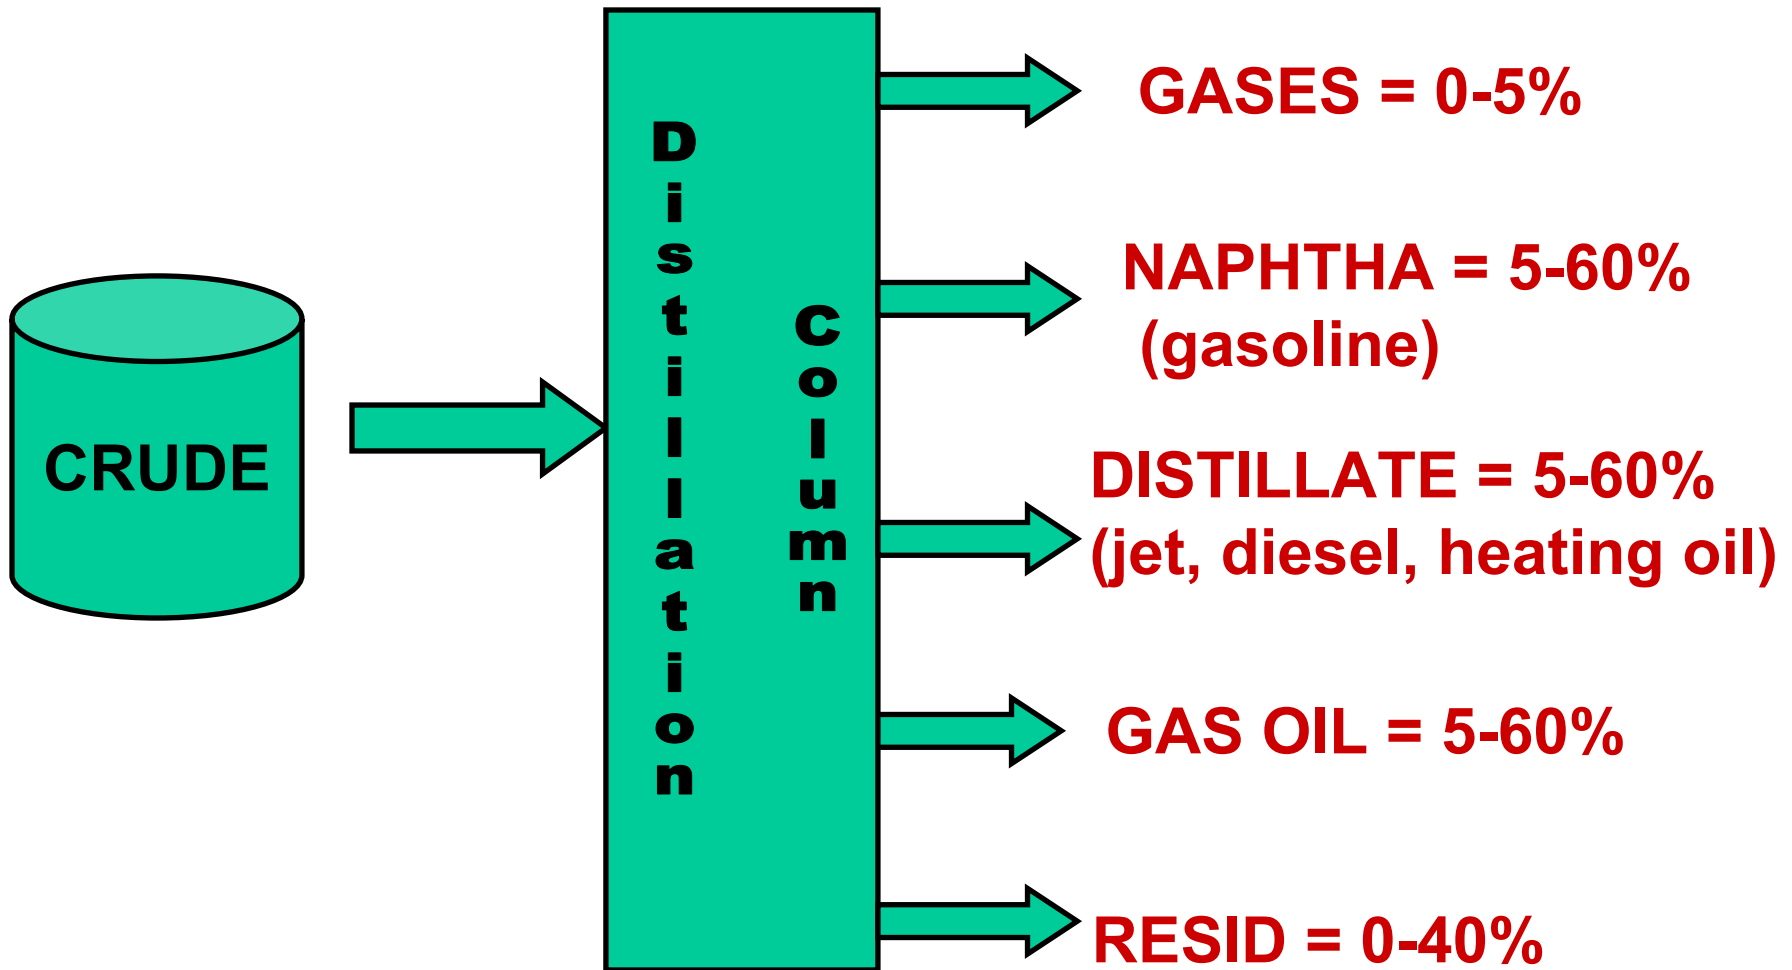 CRUDE
Distillation
Column
GASES = 0-5%
NAPHTHA = 5-60%
(gasoline)
DISTILLATE = 5-60%
(jet, diesel, heating oil)
GAS OIL = 5-60%
RESID = 0-40%